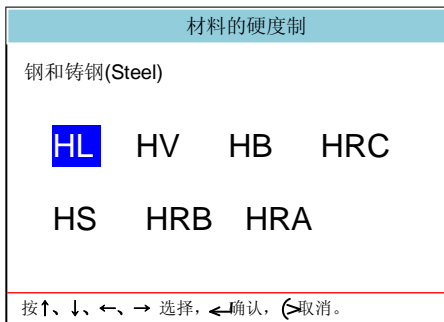 材料的硬度制
钢和铸钢(Steel)
HL HV HB HRC
HS HRB HRA
按↑、↓、←、→ 选择，确认，取消。